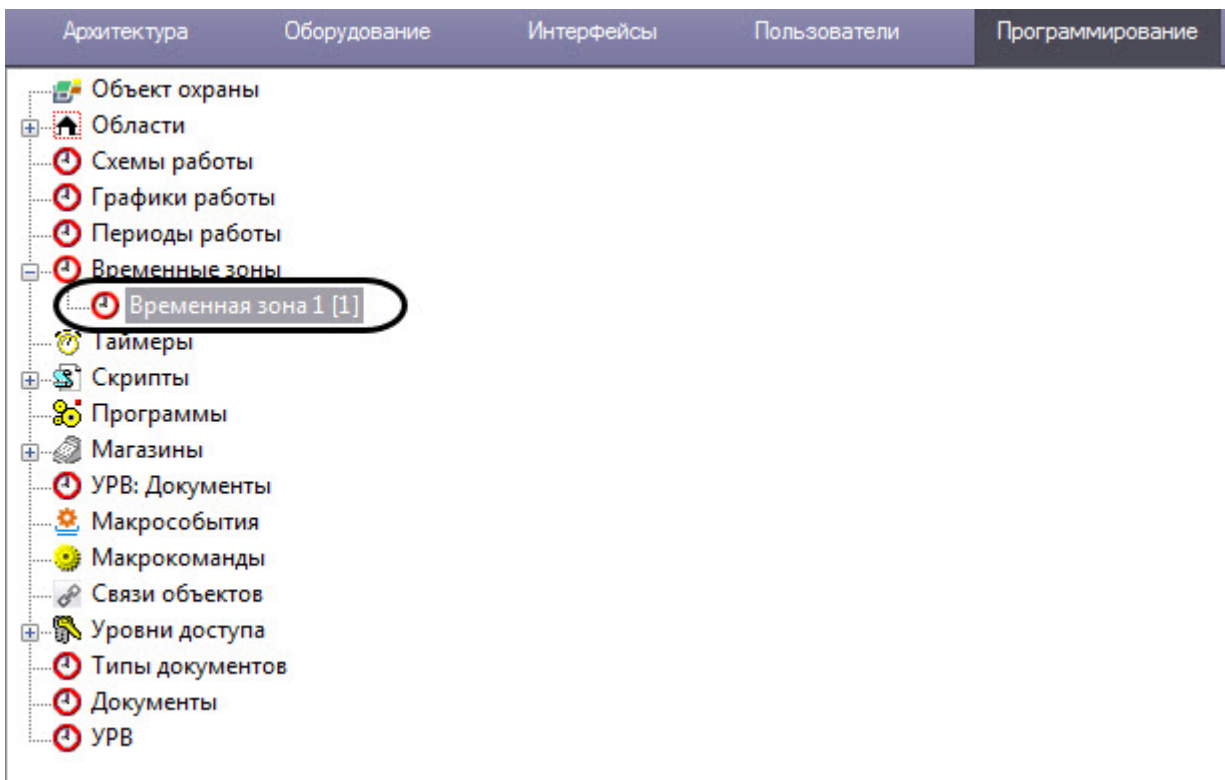 Архитектура Оборудование Интерфейсы Пользователи Программирование
Объект охраны
Области
Схемы работы
Графики работы
Периоды работы
Временные зоны
Временная зона 1 [1]
Таймеры
Скрипты
Программы
Магазины
УРВ: Документы
Макрособытия
Макрокоманды
Связи объектов
Уровни доступа
Типы документов
Документы
УРВ